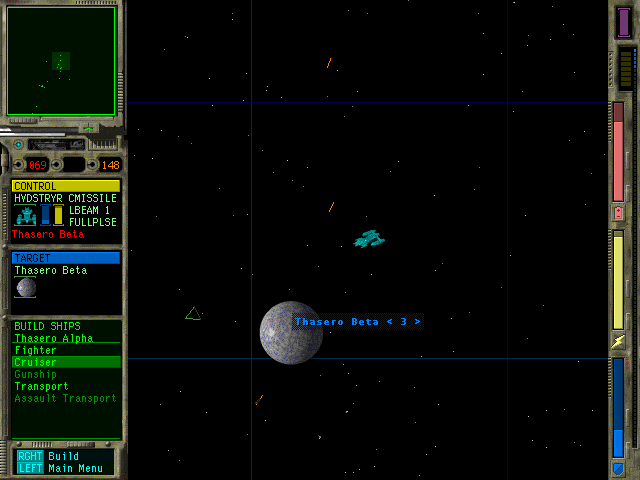 069 148
CONTROL
HVDSTRYR CMISSILE
LBEAM 1
FULLPLSE
Thasero Beta
TARGET
Thasero Beta
Thasero Beta < 3 >
BUILD SHIPS
Thasero Alpha
Fighter
Cruiser
Gunship
Transport
Assault Transport
RGHT Build
LEFT Main Menu